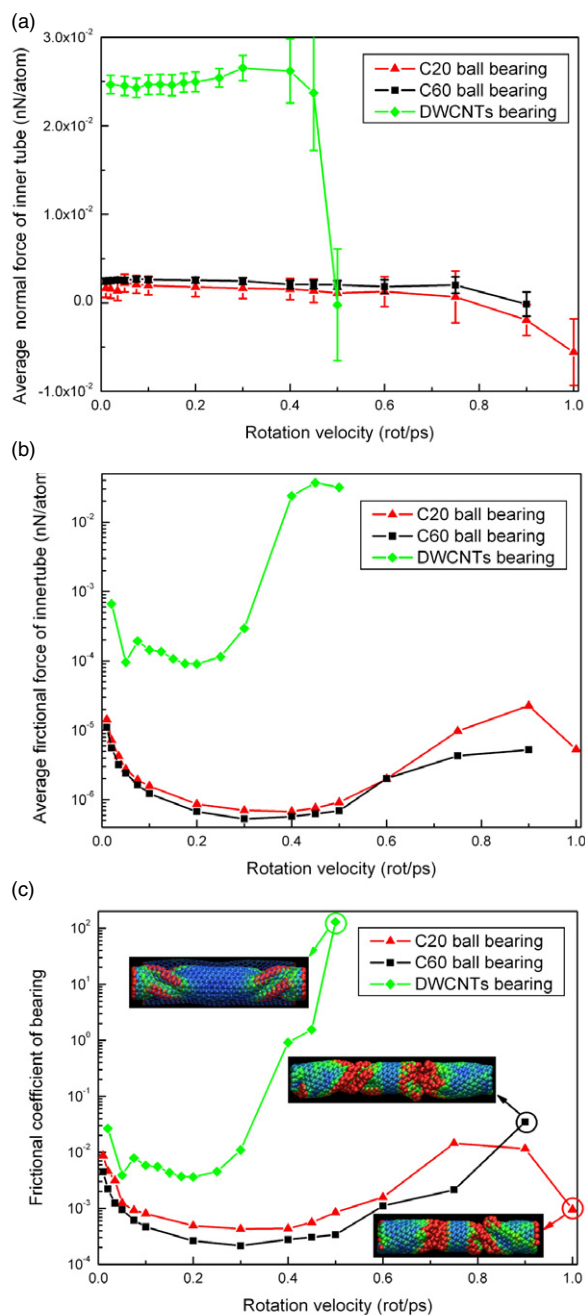 (a)
3.0x10⁻²
2.0x10⁻²
1.0x10⁻²
0.0
-1.0x10⁻²
Average normal force of inner tube (nN/atom)
C20 ball bearing
C60 ball bearing
DWCNTs bearing
0.0 0.2 0.4 0.6 0.8 1.0
Rotation velocity (rot/ps)
(b)
10⁻²
10⁻³
10⁻⁴
10⁻⁵
10⁻⁶
Average firctional force of innertube (nN/atom)
C20 ball bearing
C60 ball bearing
DWCNTs bearing
0.0 0.2 0.4 0.6 0.8 1.0
Rotation velocity (rot/ps)
(c)
10²
10¹
10⁰
10⁻¹
10⁻²
10⁻³
10⁻⁴
Frictional coefficient of bearing
C20 ball bearing
C60 ball bearing
DWCNTs bearing
0.0 0.2 0.4 0.6 0.8 1.0
Rotation velocity (rot/ps)